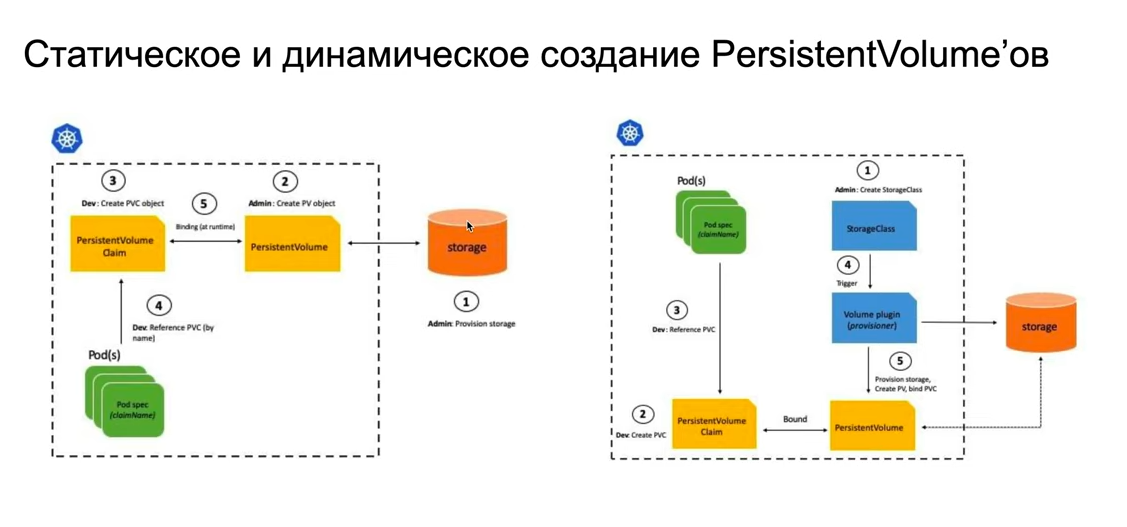 Статическое и динамическое создание PersistentVolume’ов
3
Dev: Create PVC object
PersistentVolume
Claim
5
Binding (at runtime)
2
Admin: Create PV object
PersistentVolume
storage
1
Admin: Provision storage
4
Dev: Reference PVC (by
name)
Pod(s)
Pod spec
(claimName)
Pod(s)
Pod spec
(claimName)
1
Admin: Create StorageClass
StorageClass
4
Trigger
Volume plugin
(provisioner)
storage
3
Dev: Reference PVC
5
Provision storage,
Create PV, bind PVC
2
Dev: Create PVC
PersistentVolume
Claim
Bound
PersistentVolume